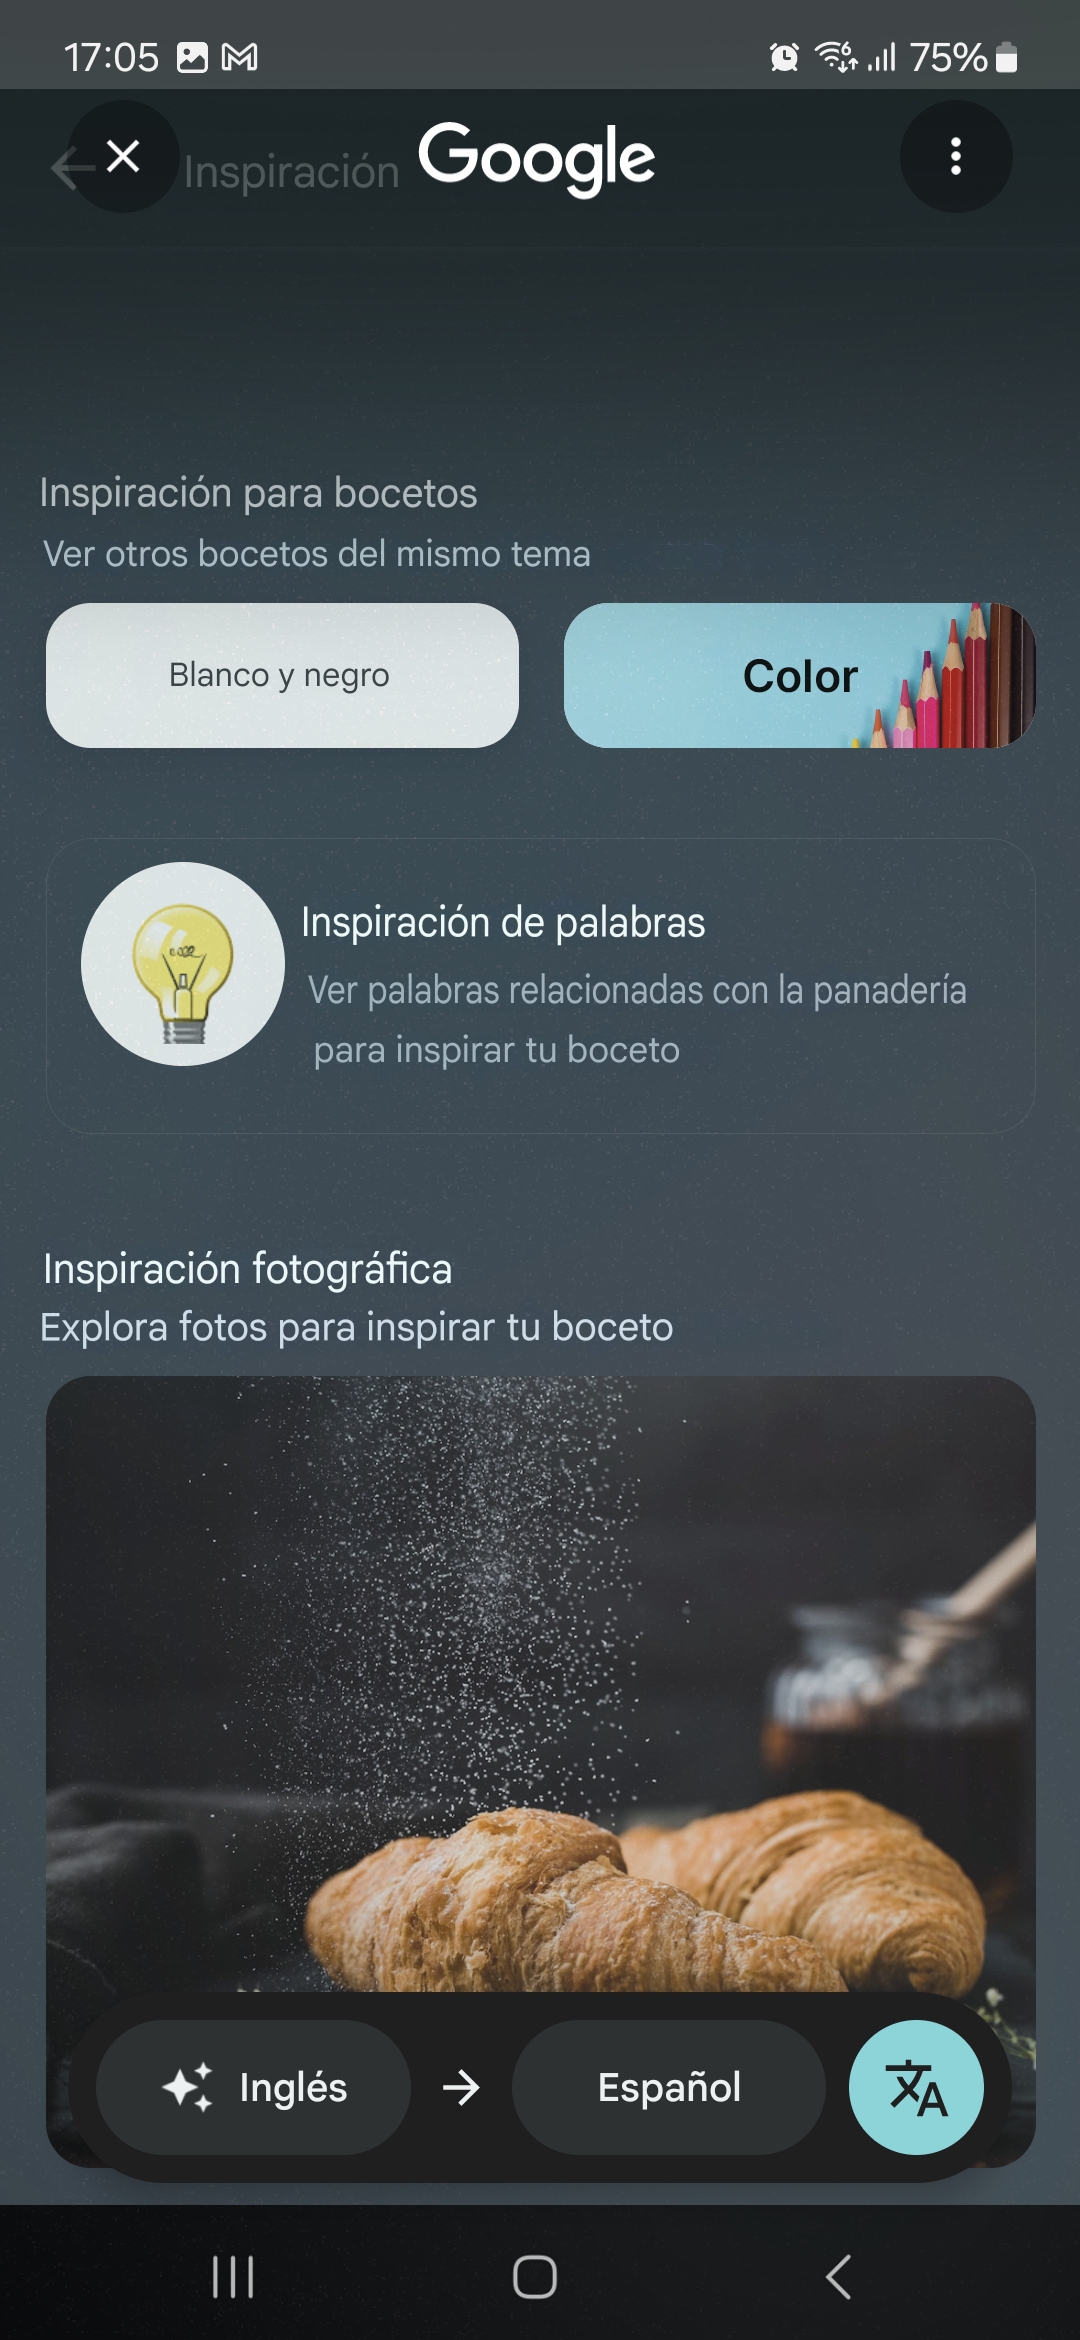 17:05
75%
Inspiración
Google
Inspiración para bocetos
Ver otros bocetos del mismo tema
Blanco y negro
Color
Inspiración de palabras
Ver palabras relacionadas con la panadería
para inspirar tu boceto
Inspiración fotográfica
Explora fotos para inspirar tu boceto
Inglés
Español